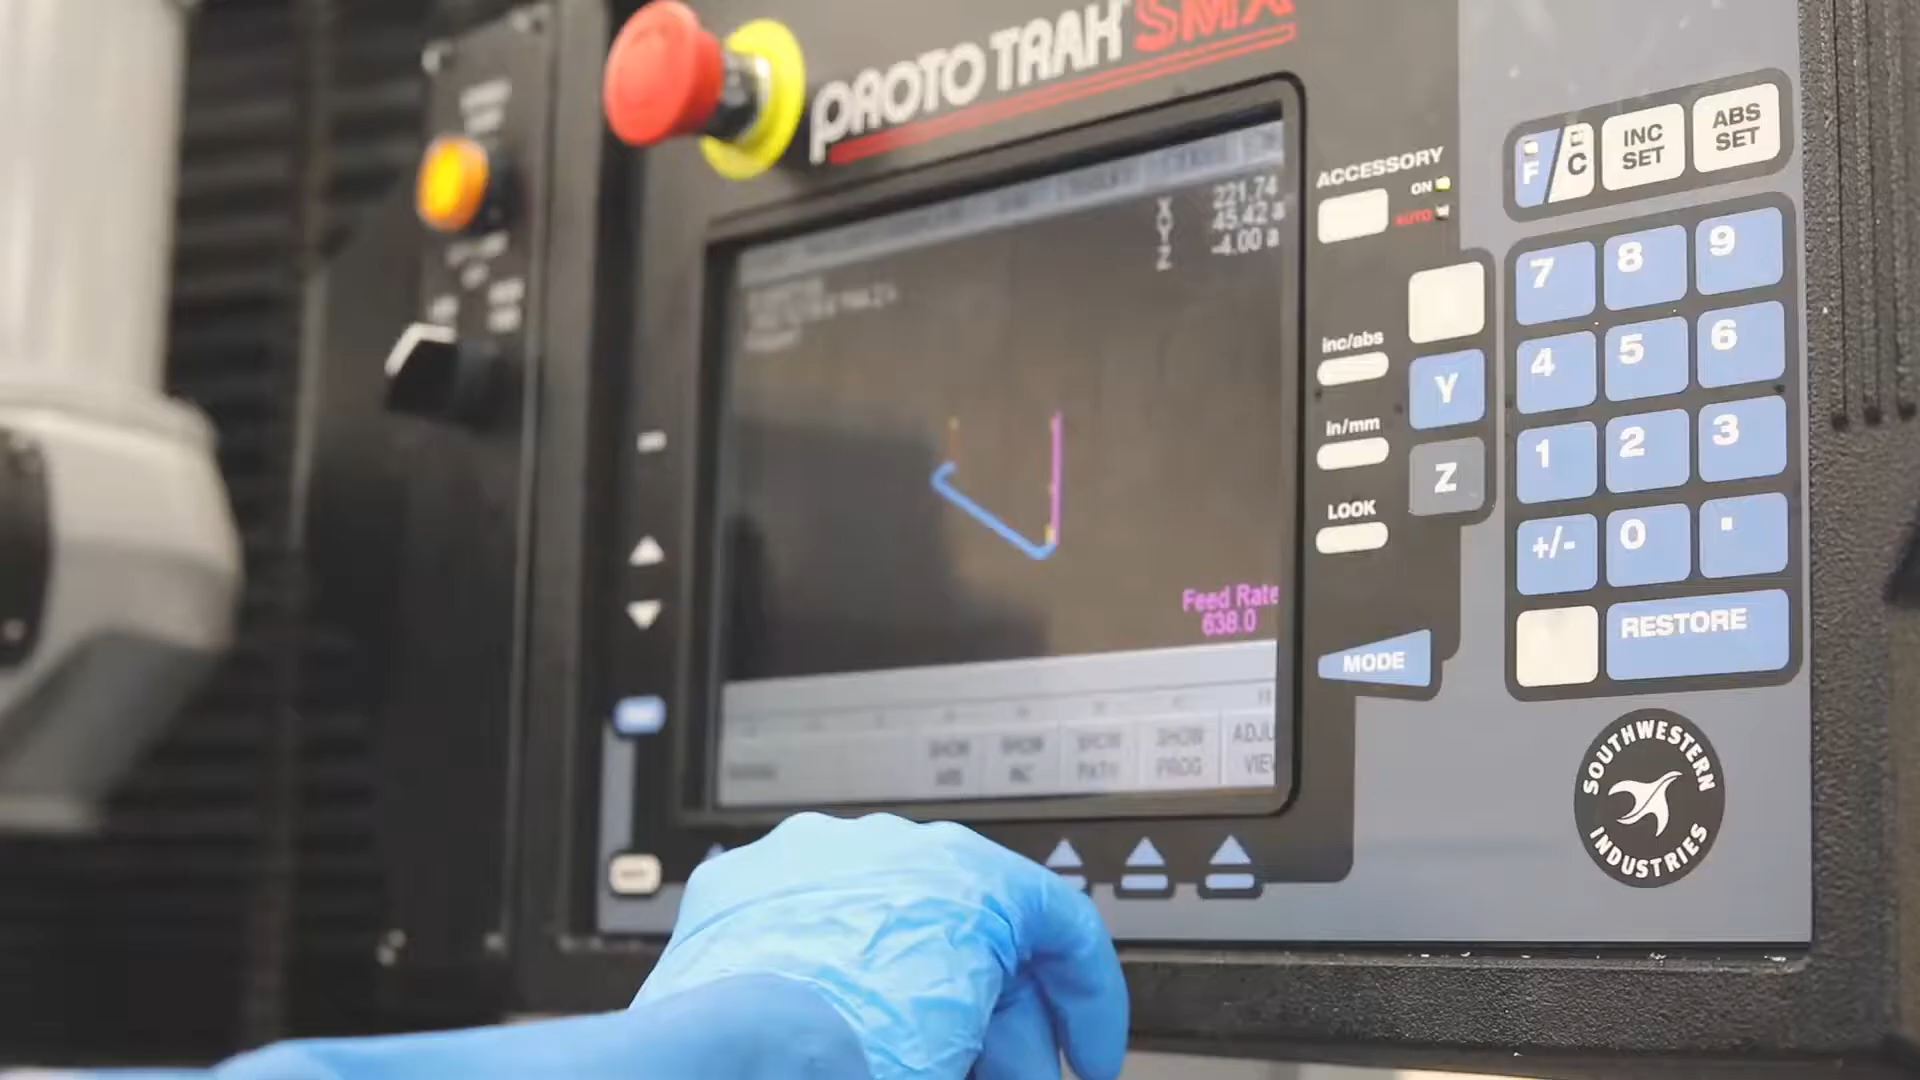 PROTO TRAK SMX
X 221.74
Y 45.42 a
Z -4.00 a
Feed Rate
638.0
SHOW ABS
SHOW INC
SHOW PATH
SHOW PROG
ADJU VIEW
ACCESSORY
ON
AUTO
inc/abs
in/mm
LOOK
Y
Z
MODE
F/C
INC SET
ABS SET
7 8 9
4 5 6
1 2 3
+/- 0 .
RESTORE
SOUTHWESTERN INDUSTRIES